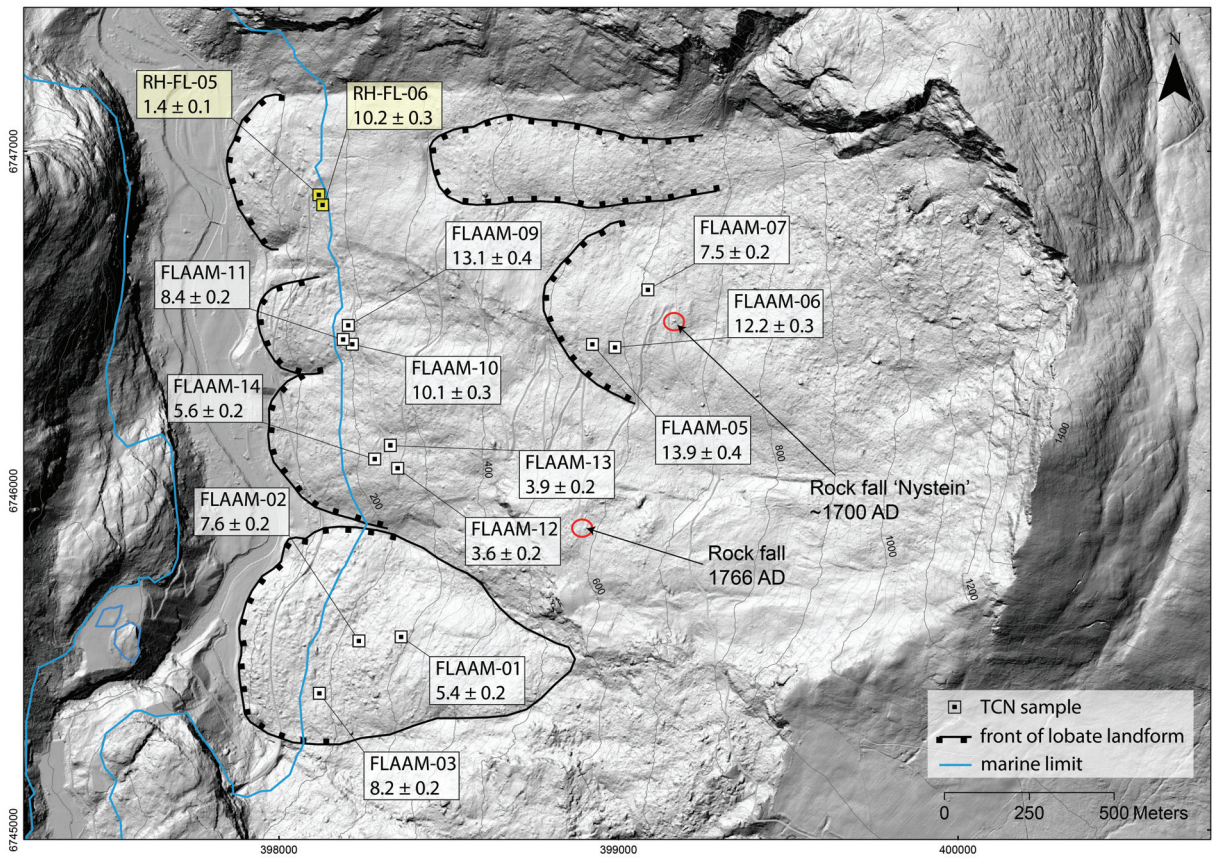 N
6747000
6746000
6745000
RH-FL-05
1.4 ± 0.1
RH-FL-06
10.2 ± 0.3
FLAAM-09
13.1 ± 0.4
FLAAM-07
7.5 ± 0.2
FLAAM-11
8.4 ± 0.2
FLAAM-06
12.2 ± 0.3
FLAAM-10
10.1 ± 0.3
FLAAM-14
5.6 ± 0.2
FLAAM-05
13.9 ± 0.4
FLAAM-13
3.9 ± 0.2
FLAAM-02
7.6 ± 0.2
FLAAM-12
3.6 ± 0.2
Rock fall ‘Nystein’
~1700 AD
Rock fall
1766 AD
FLAAM-01
5.4 ± 0.2
FLAAM-03
8.2 ± 0.2
200
400
600
800
1000
1200
1400
TCN sample
front of lobate landform
marine limit
0 250 500 Meters
398000 399000 400000